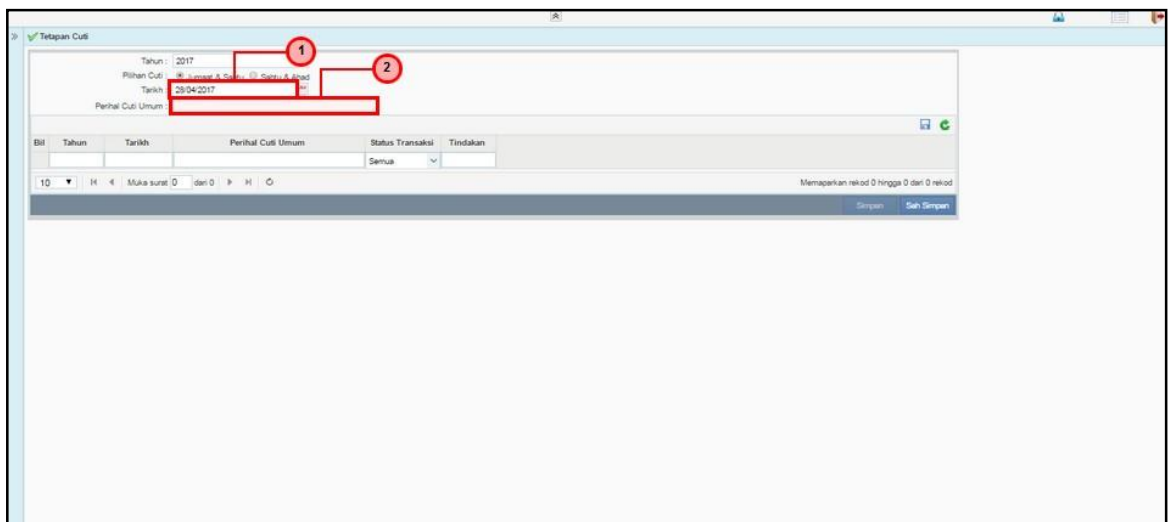 Tetapan Cuti
1
Tahun : 2017
2
Pilihan Cuti : Jumaat & Sabtu Sabtu & Ahad
Tarikh : 28/04/2017
Perihal Cuti Umum :
Bil Tahun Tarikh Perihal Cuti Umum Status Transaksi Tindakan
Semua
10 Muka surat 0 dari 0 Memaparkan rekod 0 hingga 0 dari 0 rekod
Simpan Sah Simpan